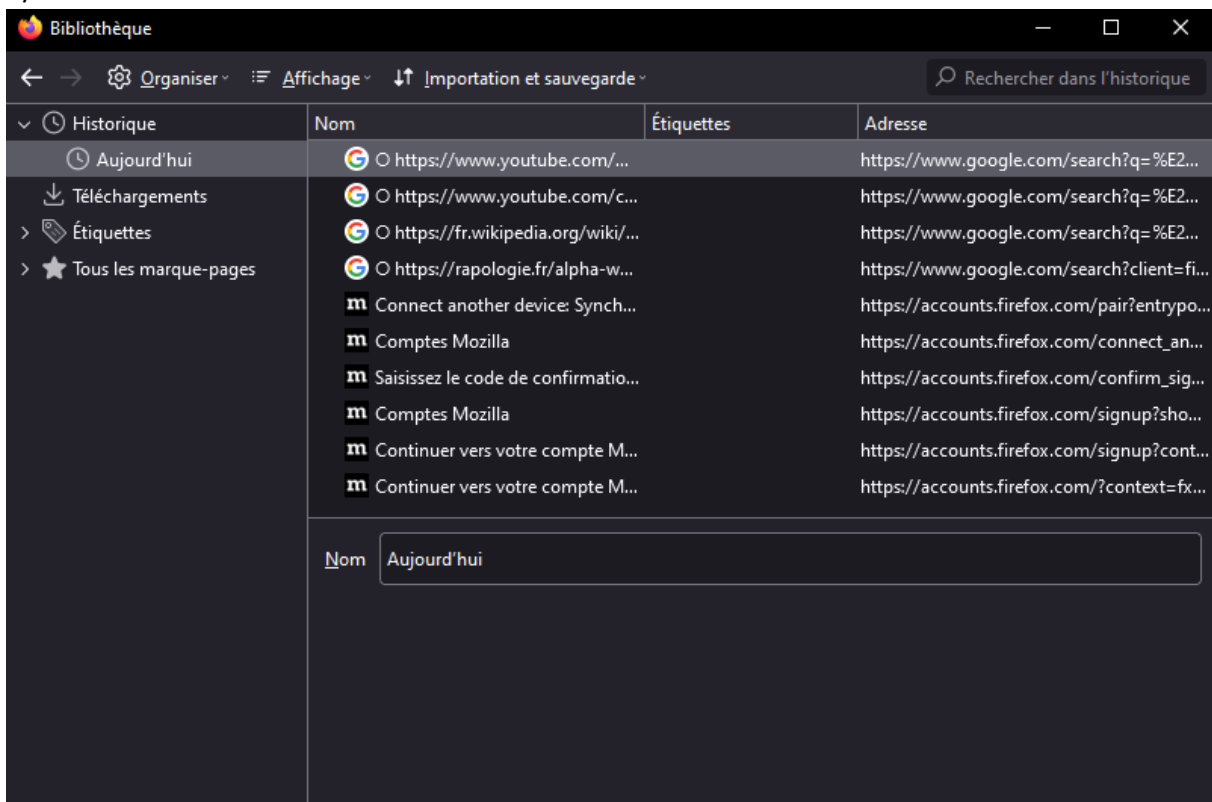 Bibliothèque
Organiser Affichage Importation et sauvegarde Rechercher dans l'historique
Historique Nom Étiquettes Adresse
Aujourd'hui O https://www.youtube.com/... https://www.google.com/search?q=%E2...
Téléchargements O https://www.youtube.com/c... https://www.google.com/search?q=%E2...
Étiquettes O https://fr.wikipedia.org/wiki/... https://www.google.com/search?q=%E2...
Tous les marque-pages O https://rapologie.fr/alpha-w... https://www.google.com/search?client=fi...
m Connect another device: Synch... https://accounts.firefox.com/pair?entrypo...
m Comptes Mozilla https://accounts.firefox.com/connect_an...
m Saisissez le code de confirmatio... https://accounts.firefox.com/confirm_sig...
m Comptes Mozilla https://accounts.firefox.com/signup?sho...
m Continuer vers votre compte M... https://accounts.firefox.com/signup?cont...
m Continuer vers votre compte M... https://accounts.firefox.com/?context=fx...
Nom Aujourd'hui